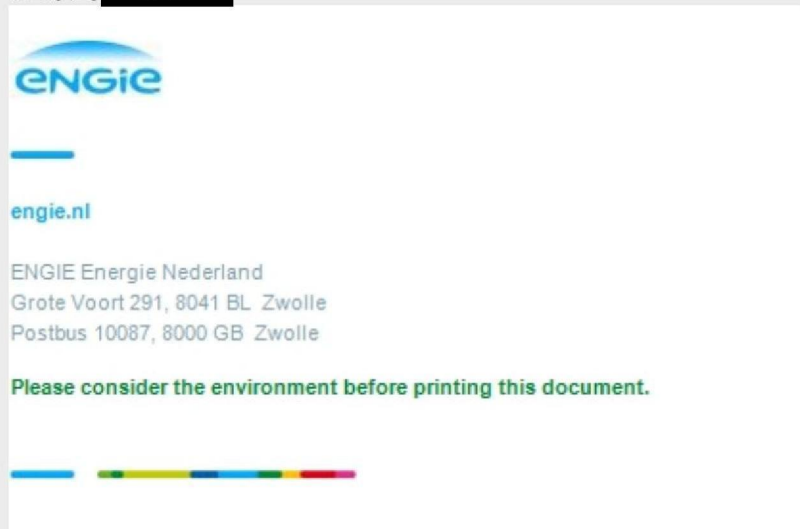 ENGIE
engie.nl
ENGIE Energie Nederland
Grote Voort 291, 8041 BL Zwolle
Postbus 10087, 8000 GB Zwolle
Please consider the environment before printing this document.